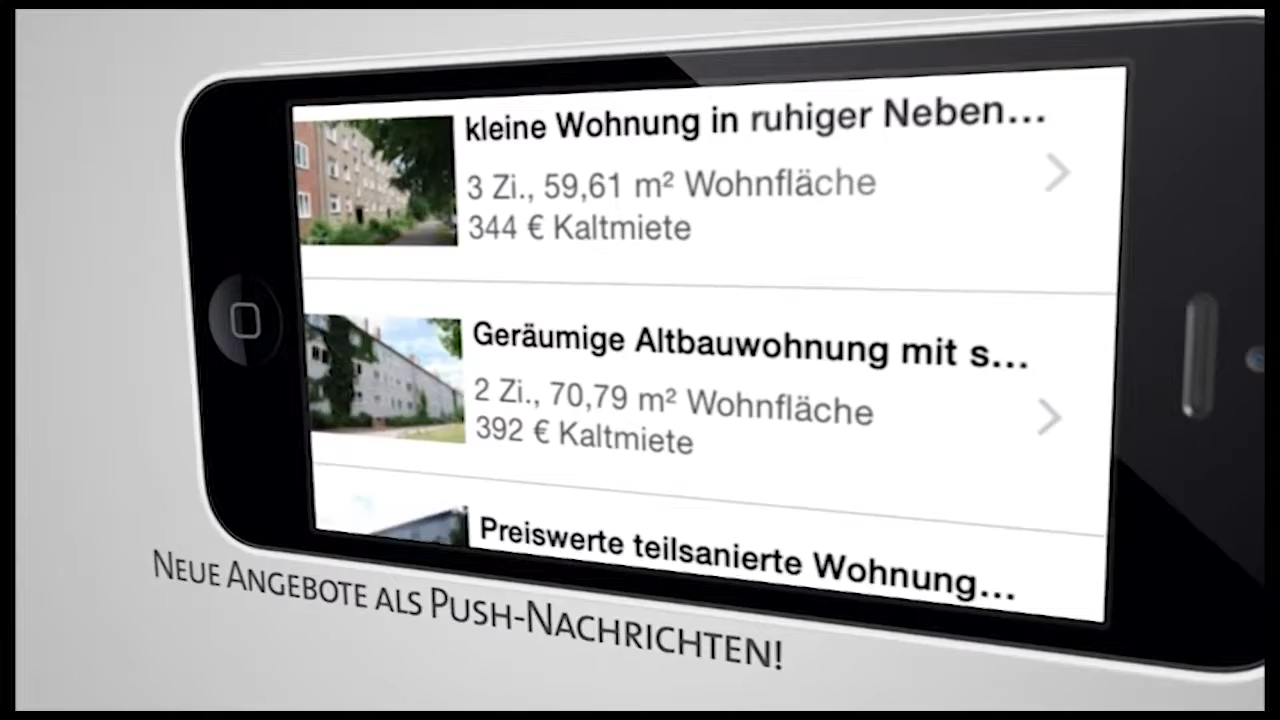 kleine Wohnung in ruhiger Neben...
3 Zi., 59,61 m² Wohnfläche
344 € Kaltmiete
Geräumige Altbauwohnung mit s...
2 Zi., 70,79 m² Wohnfläche
392 € Kaltmiete
Preiswerte teilsanierte Wohnung...
NEUE ANGEBOTE ALS PUSH-NACHRICHTEN!